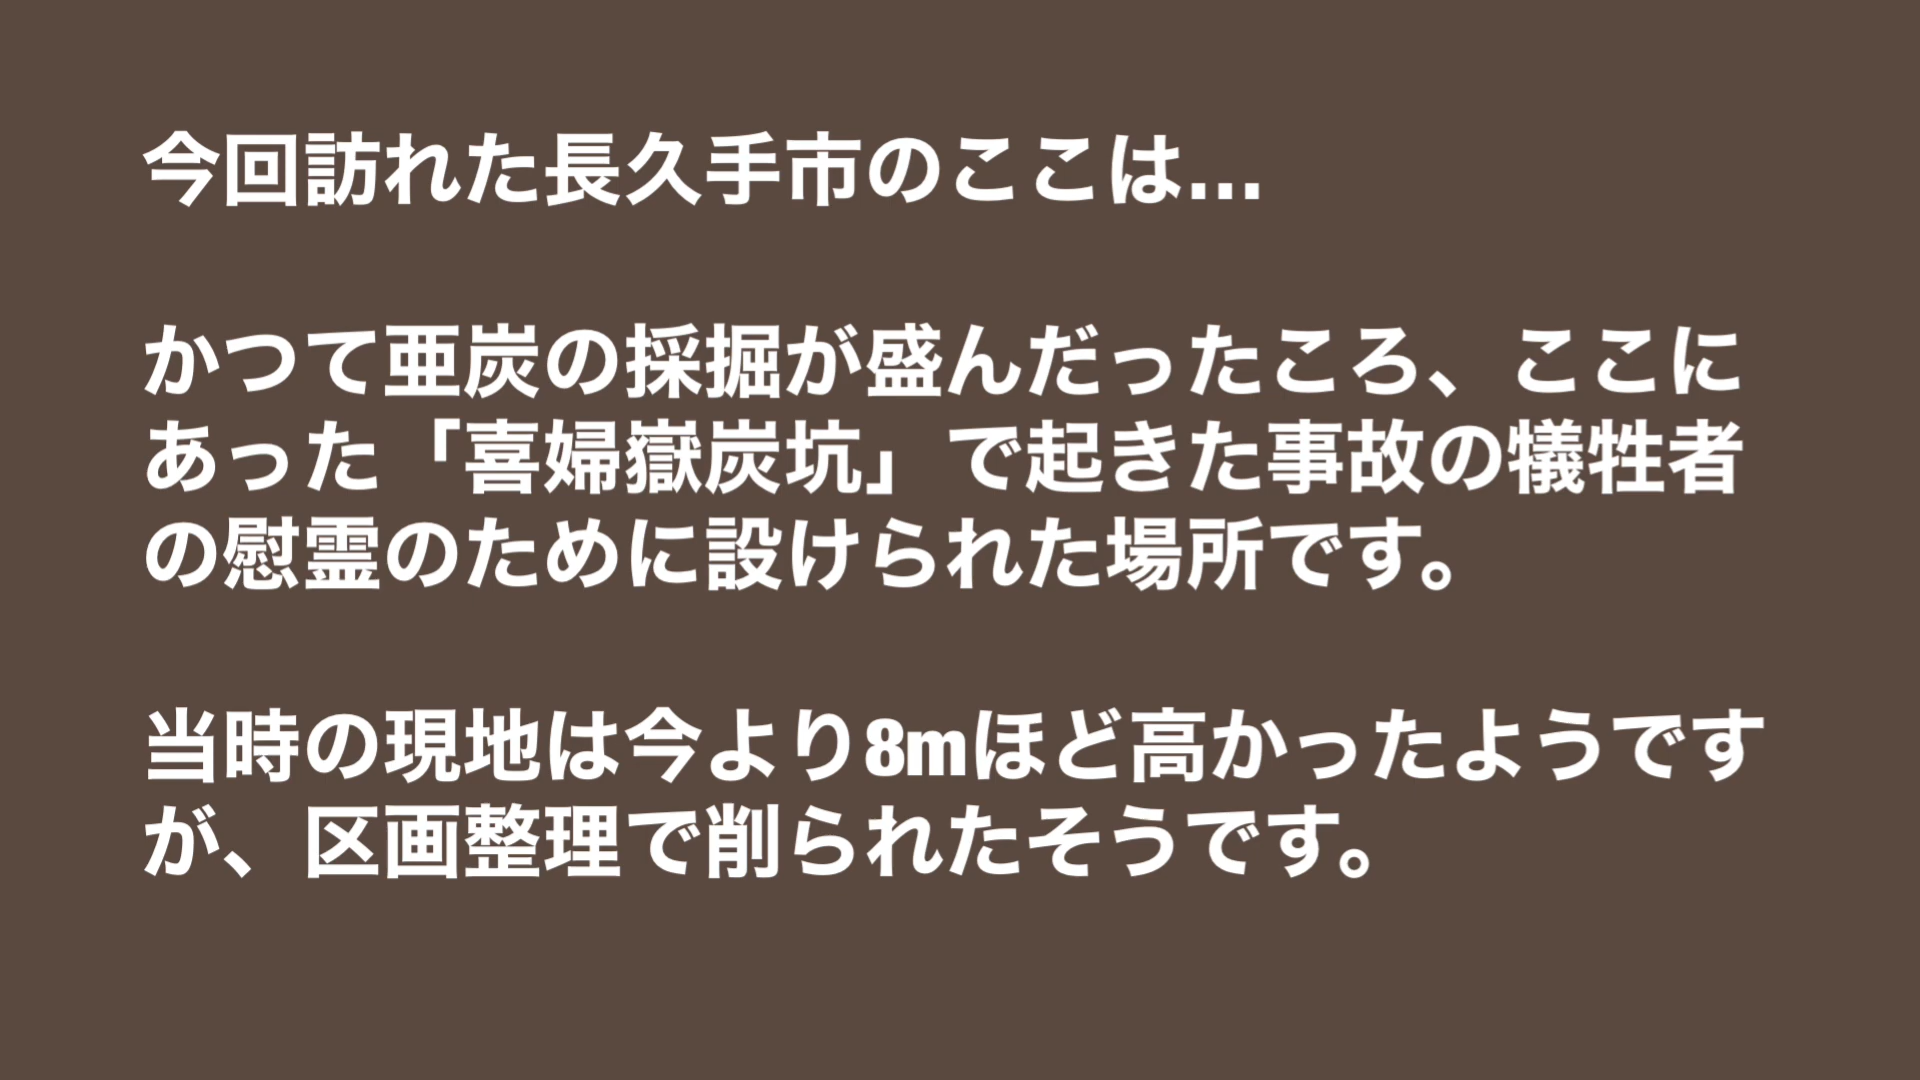 今回訪れた長久手市のここは...
かつて亜炭の採掘が盛んだったころ、ここに
あった「喜婦嶽炭坑」で起きた事故の犠牲者
の慰霊のために設けられた場所です。
当時の現地は今より8mほど高かったようです
が、区画整理で削られたそうです。